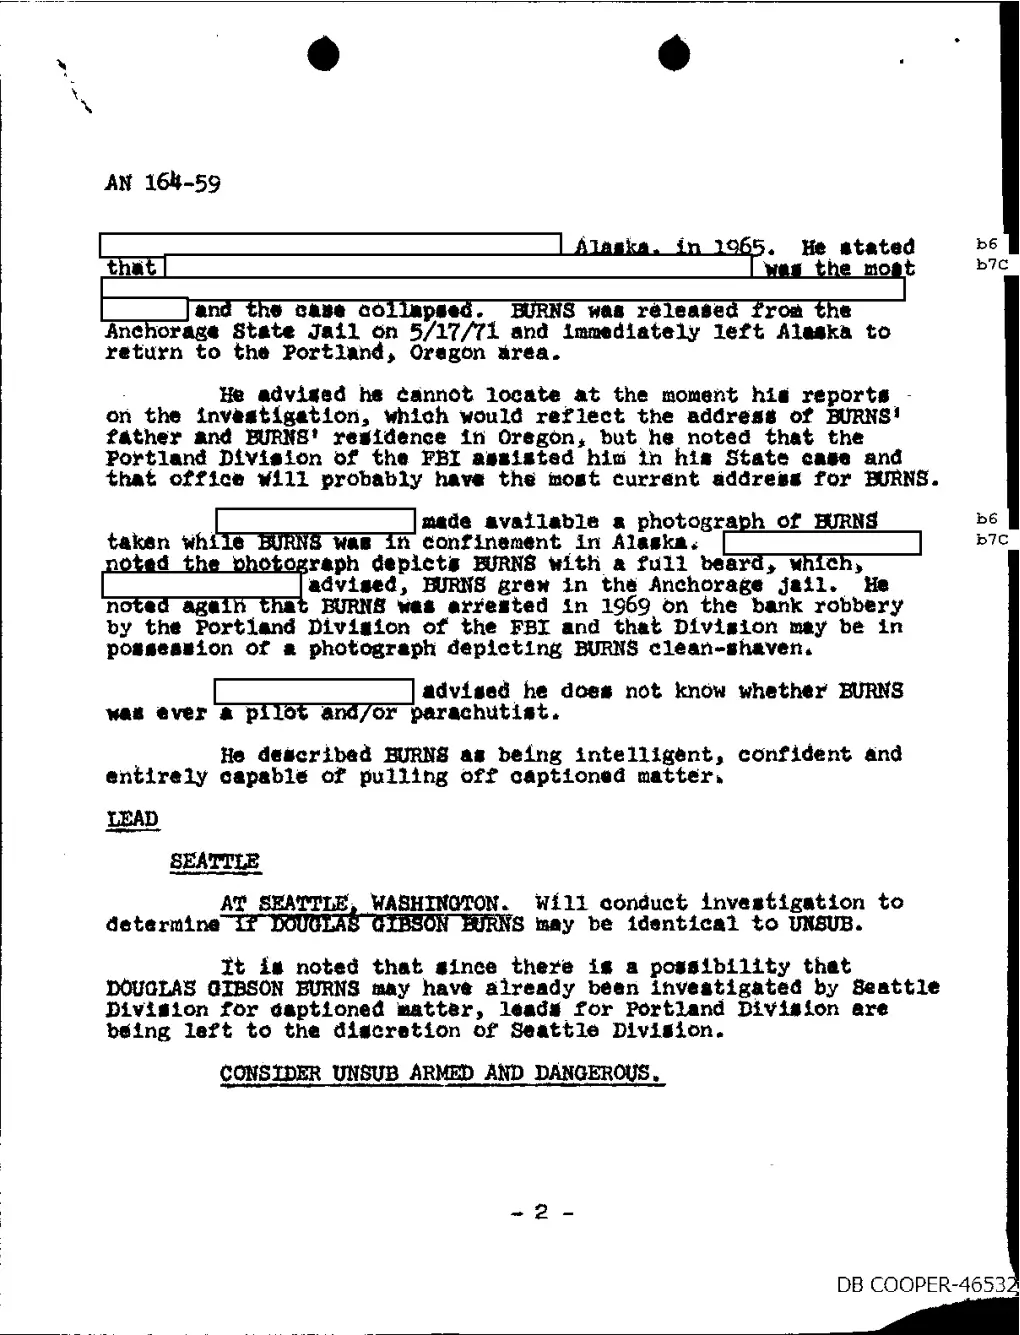 AN 164-59
Alaska, in 1965. He stated b6
that was the most b7C
and the case collapsed. BURNS was released from the
Anchorage State Jail on 5/17/71 and immediately left Alaska to
return to the Portland, Oregon area.
He advised he cannot locate at the moment his reports
on the investigation, which would reflect the address of BURNS'
father and BURNS' residence in Oregon, but he noted that the
Portland Division of the FBI assisted him in his State case and
that office will probably have the most current address for BURNS.
made available a photograph of BURNS b6
taken while BURNS was in confinement in Alaska. b7C
noted the photograph depicts BURNS with a full beard, which,
advised, BURNS grew in the Anchorage jail. He
noted again that BURNS was arrested in 1969 on the bank robbery
by the Portland Division of the FBI and that Division may be in
possession of a photograph depicting BURNS clean-shaven.
advised he does not know whether BURNS
was ever a pilot and/or parachutist.
He described BURNS as being intelligent, confident and
entirely capable of pulling off captioned matter.
LEAD
SEATTLE
AT SEATTLE, WASHINGTON. Will conduct investigation to
determine if DOUGLAS GIBSON BURNS may be identical to UNSUB.
It is noted that since there is a possibility that
DOUGLAS GIBSON BURNS may have already been investigated by Seattle
Division for captioned matter, leads for Portland Division are
being left to the discretion of Seattle Division.
CONSIDER UNSUB ARMED AND DANGEROUS.
- 2 -
DB COOPER-46532